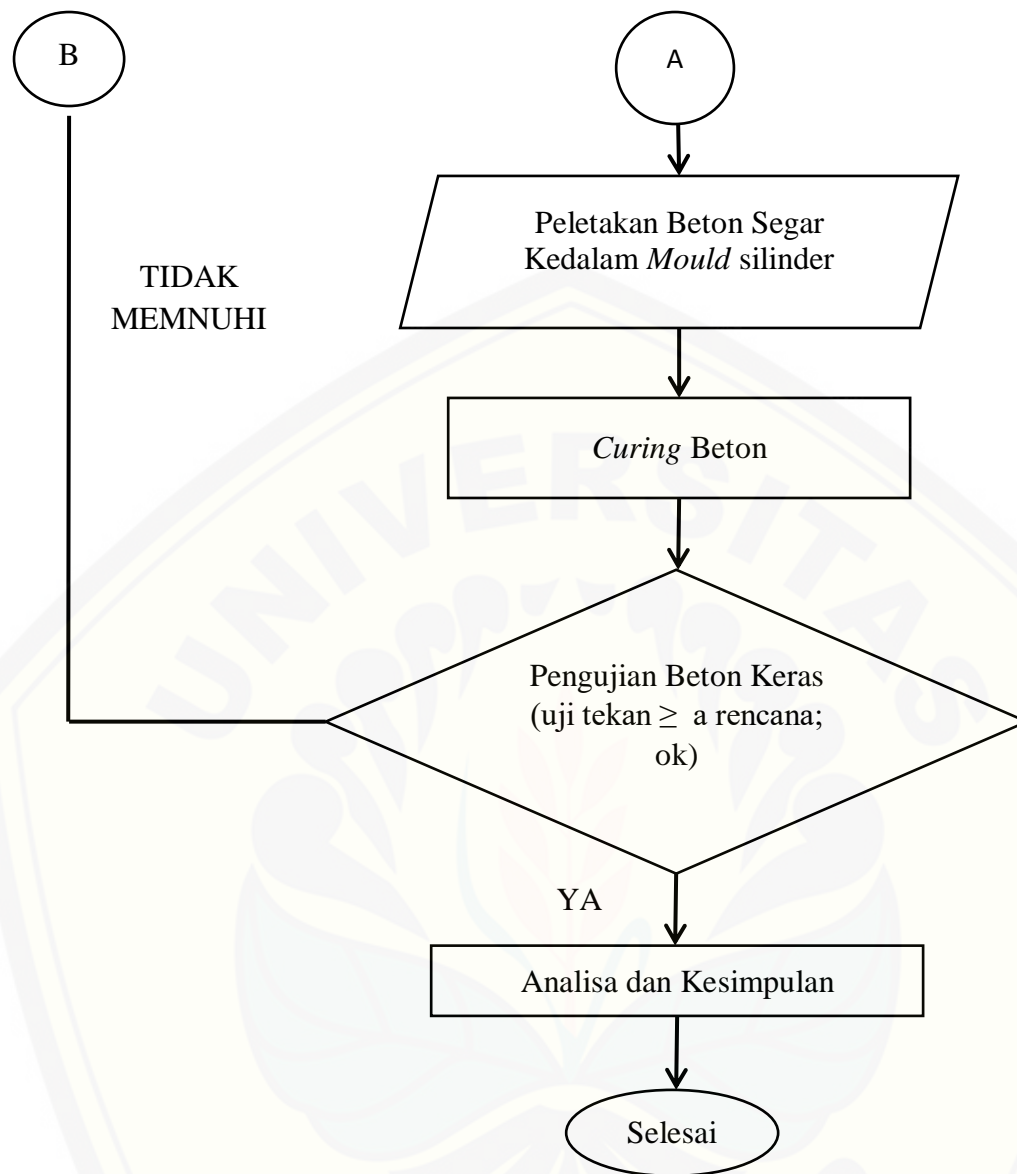 B
A
Peletakan Beton Segar
Kedalam Mould silinder
TIDAK
MEMNUHI
Curing Beton
Pengujian Beton Keras
(uji tekan ≥ a rencana;
ok)
YA
Analisa dan Kesimpulan
Selesai
UNIVERSITAS